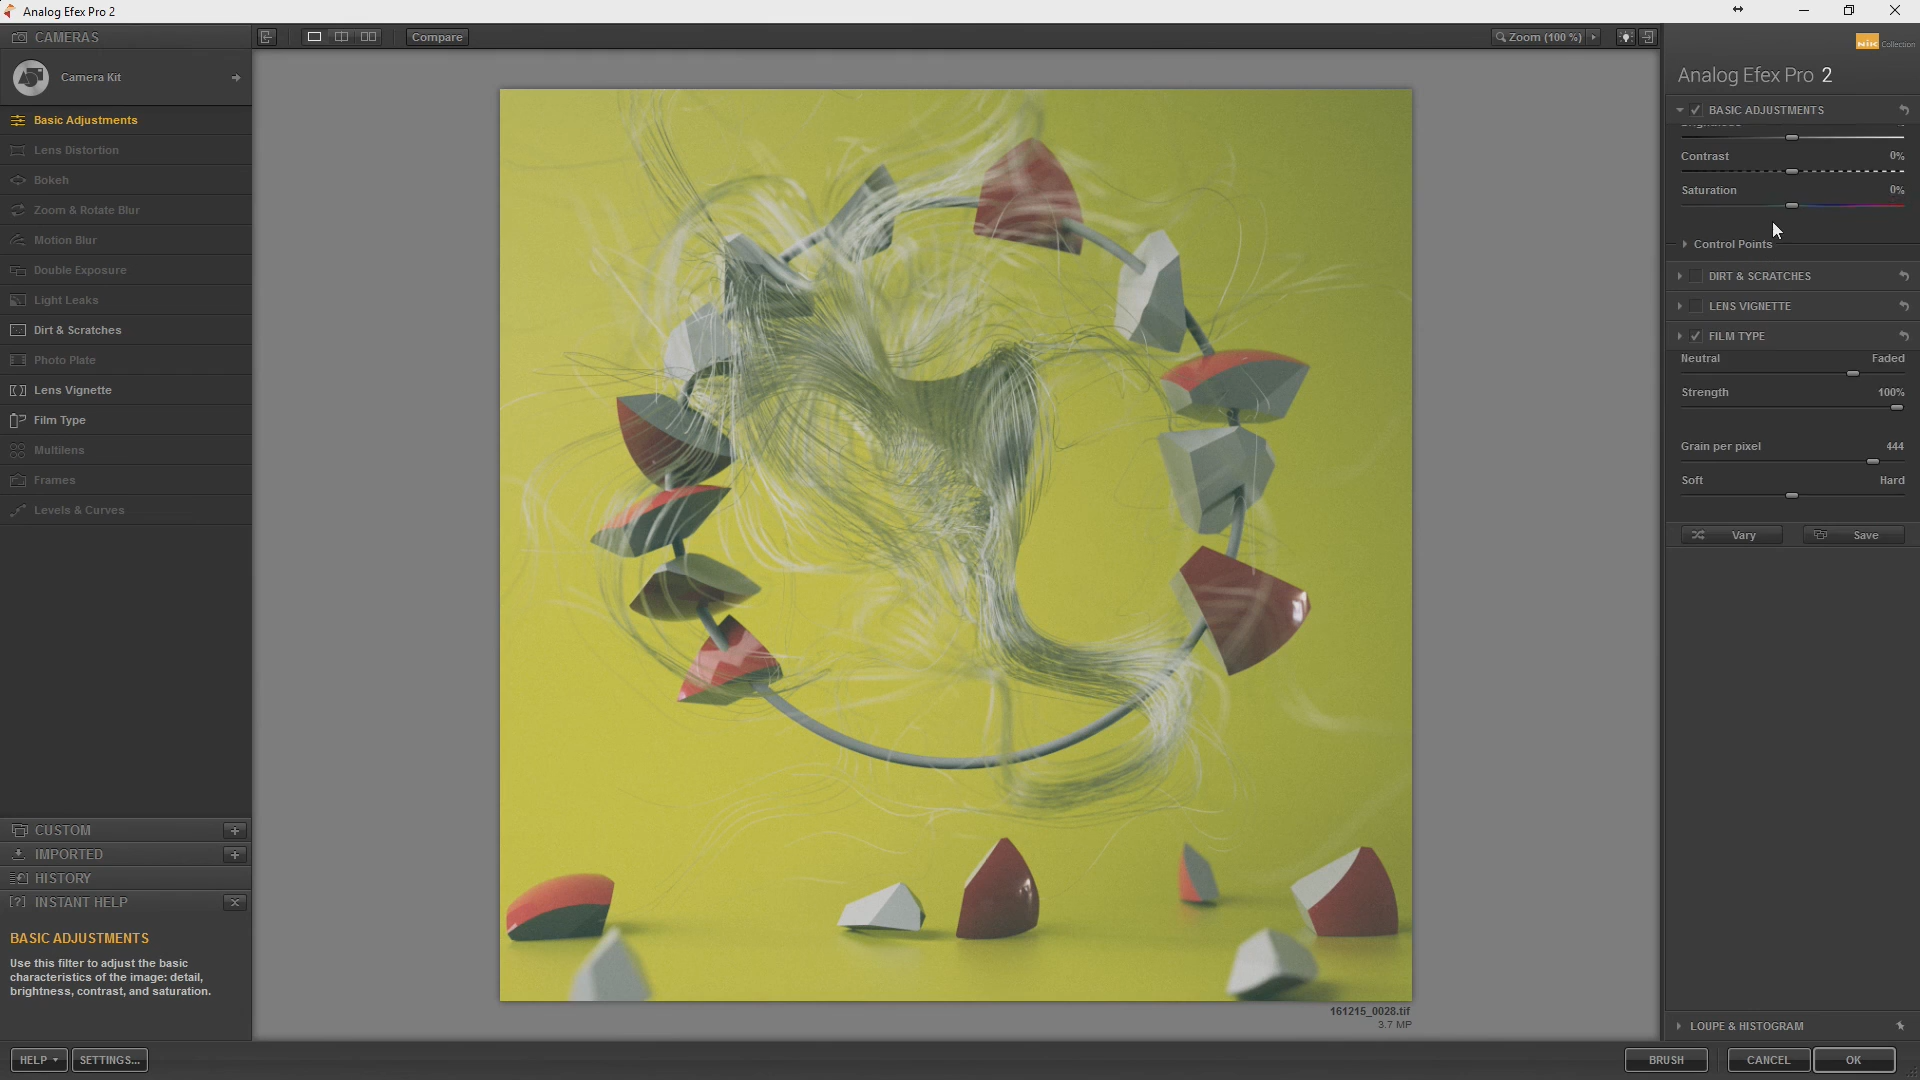 Analog Efex Pro 2
CAMERAS
Compare
Zoom (100 %)
Nik Collection
Camera Kit
Analog Efex Pro 2
Basic Adjustments
Lens Distortion
Bokeh
Zoom & Rotate Blur
Motion Blur
Double Exposure
Light Leaks
Dirt & Scratches
Photo Plate
Lens Vignette
Film Type
Multilens
Frames
Levels & Curves
BASIC ADJUSTMENTS
Contrast 0%
Saturation 0%
Control Points
DIRT & SCRATCHES
LENS VIGNETTE
FILM TYPE
Neutral Faded
Strength 100%
Grain per pixel 444
Soft Hard
Vary Save
CUSTOM
IMPORTED
HISTORY
[?] INSTANT HELP
BASIC ADJUSTMENTS
Use this filter to adjust the basic
characteristics of the image: detail,
brightness, contrast, and saturation.
161215_0028.tif
3.7 MP
LOUPE & HISTOGRAM
HELP SETTINGS...
BRUSH CANCEL OK